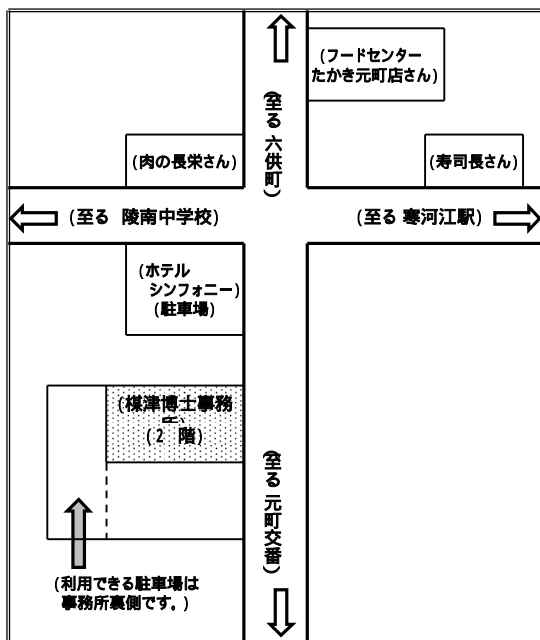 (フードセンター
たかき元町店さん)
(至る 六供町)
(肉の長栄さん)
(寿司長さん)
(至る 陵南中学校)
(至る 寒河江駅)
(ホテル
シンフォニー)
(駐車場)
(楳津博士事務
所)
(2 階)
(至る 元町交番)
(利用できる駐車場は
事務所裏側です。)